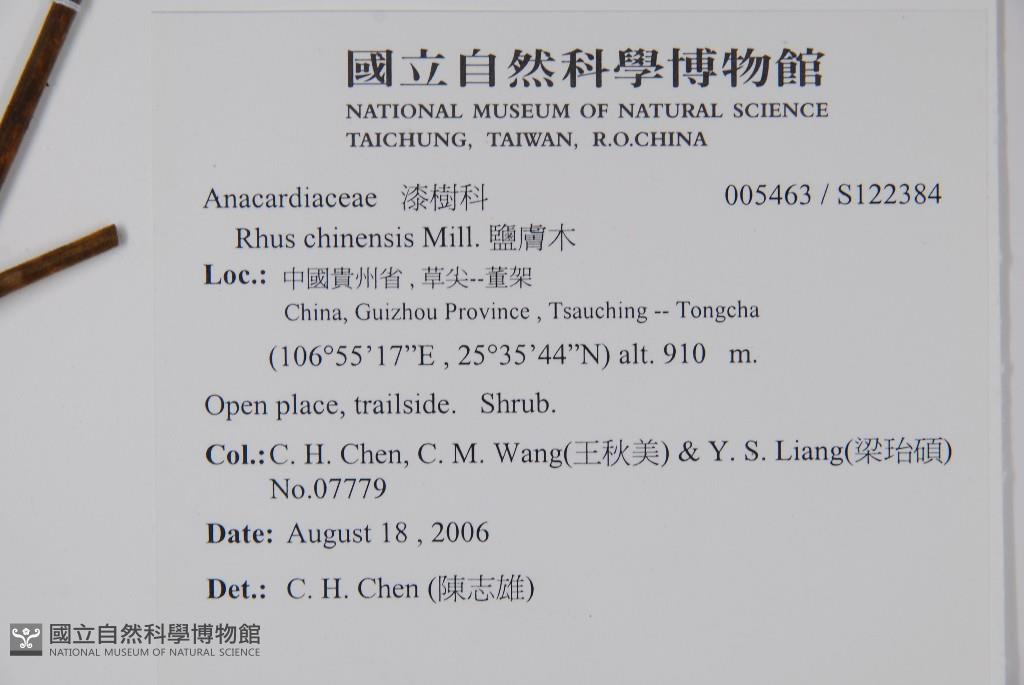 國立自然科學博物館
NATIONAL MUSEUM OF NATURAL SCIENCE
TAICHUNG, TAIWAN, R.O.CHINA
Anacardiaceae 漆樹科 005463 / S122384
Rhus chinensis Mill. 鹽膚木
Loc.: 中國貴州省 , 草尖--董架
China, Guizhou Province , Tsauching -- Tongcha
(106°55’17”E , 25°35’44”N) alt. 910 m.
Open place, trailside. Shrub.
Col.: C. H. Chen, C. M. Wang(王秋美) & Y. S. Liang(梁珆碩)
No.07779
Date: August 18 , 2006
Det.: C. H. Chen (陳志雄)
國立自然科學博物館
NATIONAL MUSEUM OF NATURAL SCIENCE